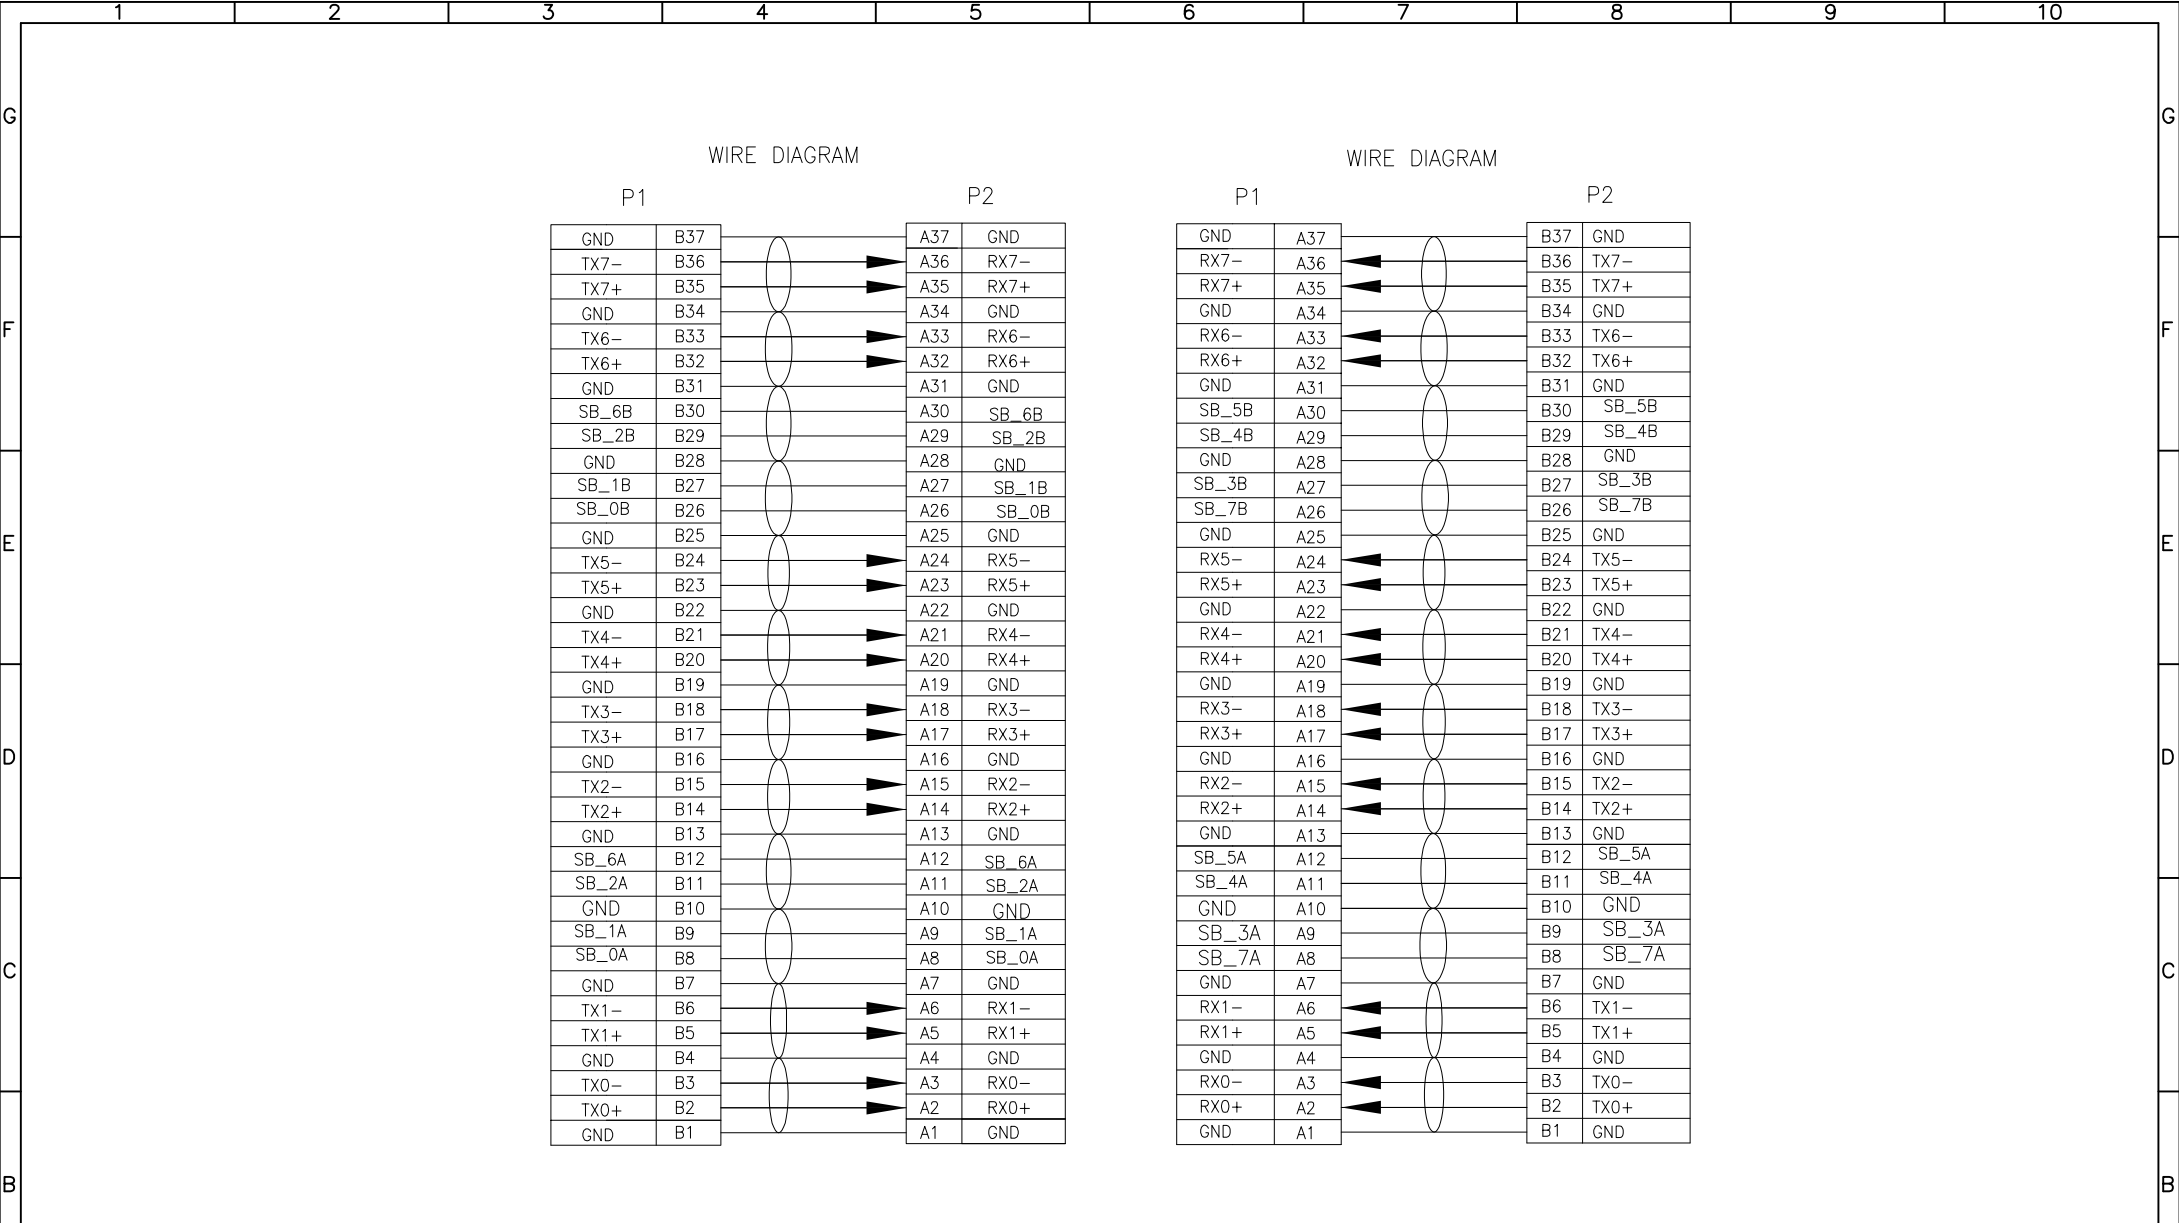 1 2 3 4 5 6 7 8 9 10
G G
WIRE DIAGRAM WIRE DIAGRAM
P1 P2 P1 P2
GND B37 A37 GND GND A37 B37 GND
TX7- B36 A36 RX7- RX7- A36 B36 TX7-
TX7+ B35 A35 RX7+ RX7+ A35 B35 TX7+
GND B34 A34 GND GND A34 B34 GND
F TX6- B33 A33 RX6- RX6- A33 B33 TX6- F
TX6+ B32 A32 RX6+ RX6+ A32 B32 TX6+
GND B31 A31 GND GND A31 B31 GND
SB_6B B30 A30 SB_6B SB_5B A30 B30 SB_5B
SB_2B B29 A29 SB_2B SB_4B A29 B29 SB_4B
GND B28 A28 GND GND A28 B28 GND
SB_1B B27 A27 SB_1B SB_3B A27 B27 SB_3B
SB_0B B26 A26 SB_0B SB_7B A26 B26 SB_7B
E GND B25 A25 GND GND A25 B25 GND E
TX5- B24 A24 RX5- RX5- A24 B24 TX5-
TX5+ B23 A23 RX5+ RX5+ A23 B23 TX5+
GND B22 A22 GND GND A22 B22 GND
TX4- B21 A21 RX4- RX4- A21 B21 TX4-
TX4+ B20 A20 RX4+ RX4+ A20 B20 TX4+
GND B19 A19 GND GND A19 B19 GND
TX3- B18 A18 RX3- RX3- A18 B18 TX3-
TX3+ B17 A17 RX3+ RX3+ A17 B17 TX3+
D GND B16 A16 GND GND A16 B16 GND D
TX2- B15 A15 RX2- RX2- A15 B15 TX2-
TX2+ B14 A14 RX2+ RX2+ A14 B14 TX2+
GND B13 A13 GND GND A13 B13 GND
SB_6A B12 A12 SB_6A SB_5A A12 B12 SB_5A
SB_2A B11 A11 SB_2A SB_4A A11 B11 SB_4A
GND B10 A10 GND GND A10 B10 GND
SB_1A B9 A9 SB_1A SB_3A A9 B9 SB_3A
SB_0A B8 A8 SB_0A SB_7A A8 B8 SB_7A
C GND B7 A7 GND GND A7 B7 GND C
TX1- B6 A6 RX1- RX1- A6 B6 TX1-
TX1+ B5 A5 RX1+ RX1+ A5 B5 TX1+
GND B4 A4 GND GND A4 B4 GND
TX0- B3 A3 RX0- RX0- A3 B3 TX0-
TX0+ B2 A2 RX0+ RX0+ A2 B2 TX0+
GND B1 A1 GND GND A1 B1 GND
B B